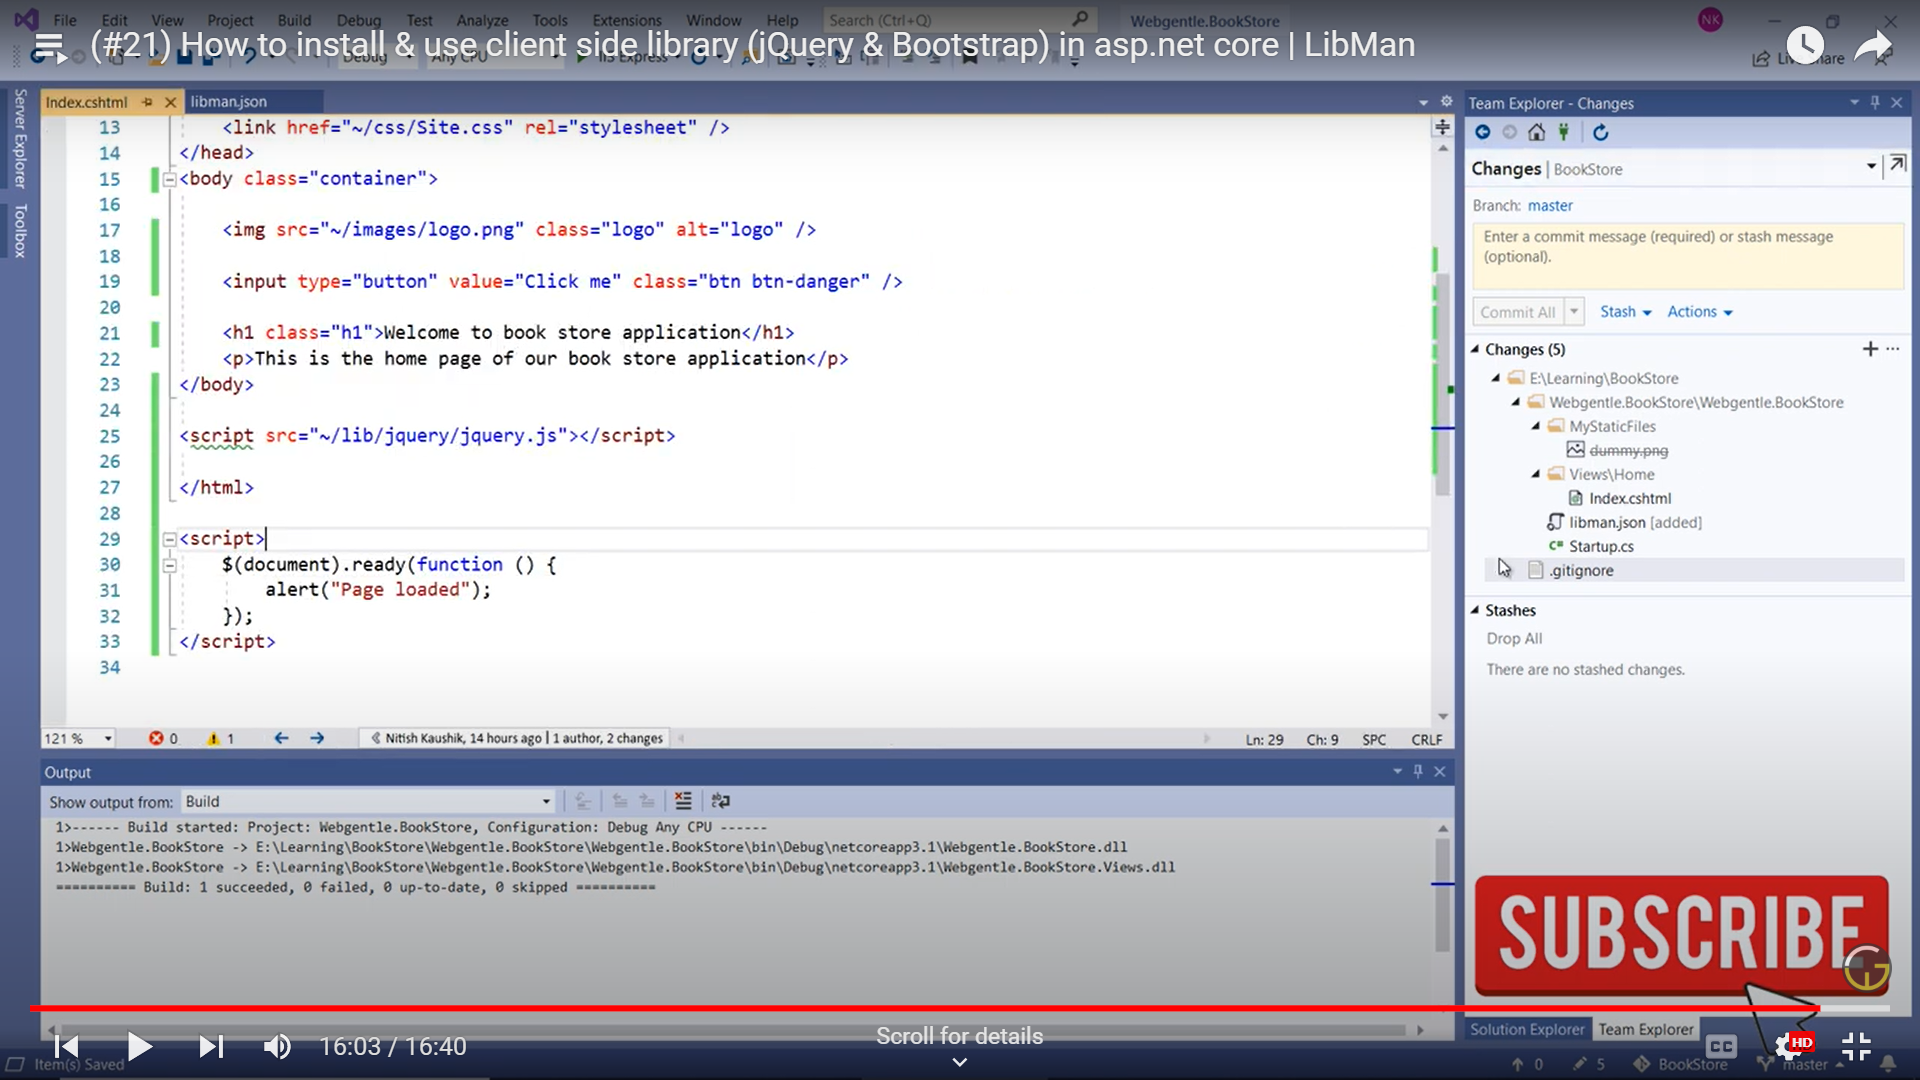 File Edit View Project Build Debug Test Analyze Tools Extensions Window Help Search (Ctrl+Q) Webgentle.BookStore NK
(#21) How to install & use client side library (jQuery & Bootstrap) in asp.net core | LibMan
Debug Any CPU IIS Express Live Share
Server Explorer
Toolbox
Index.cshtml libman.json
13 <link href="~/css/Site.css" rel="stylesheet" />
14 </head>
15 <body class="container">
16
17 <img src="~/images/logo.png" class="logo" alt="logo" />
18
19 <input type="button" value="Click me" class="btn btn-danger" />
20
21 <h1 class="h1">Welcome to book store application</h1>
22 <p>This is the home page of our book store application</p>
23 </body>
24
25 <script src="~/lib/jquery/jquery.js"></script>
26
27 </html>
28
29 <script>
30 $(document).ready(function () {
31 alert("Page loaded");
32 });
33 </script>
34
121 % 0 1 Nitish Kaushik, 14 hours ago | 1 author, 2 changes Ln: 29 Ch: 9 SPC CRLF
Output
Show output from: Build
1>------ Build started: Project: Webgentle.BookStore, Configuration: Debug Any CPU ------
1>Webgentle.BookStore -> E:\Learning\BookStore\Webgentle.BookStore\Webgentle.BookStore\bin\Debug\netcoreapp3.1\Webgentle.BookStore.dll
1>Webgentle.BookStore -> E:\Learning\BookStore\Webgentle.BookStore\Webgentle.BookStore\bin\Debug\netcoreapp3.1\Webgentle.BookStore.Views.dll
========== Build: 1 succeeded, 0 failed, 0 up-to-date, 0 skipped ==========
Team Explorer - Changes
Changes | BookStore
Branch: master
Enter a commit message (required) or stash message
(optional).
Commit All Stash Actions
Changes (5)
E:\Learning\BookStore
Webgentle.BookStore\Webgentle.BookStore
MyStaticFiles
dummy.png
Views\Home
Index.cshtml
libman.json [added]
C# Startup.cs
.gitignore
Stashes
Drop All
There are no stashed changes.
SUBSCRIBE
Solution Explorer Team Explorer
16:03 / 16:40
Scroll for details
CC HD
Item(s) Saved 0 5 BookStore master